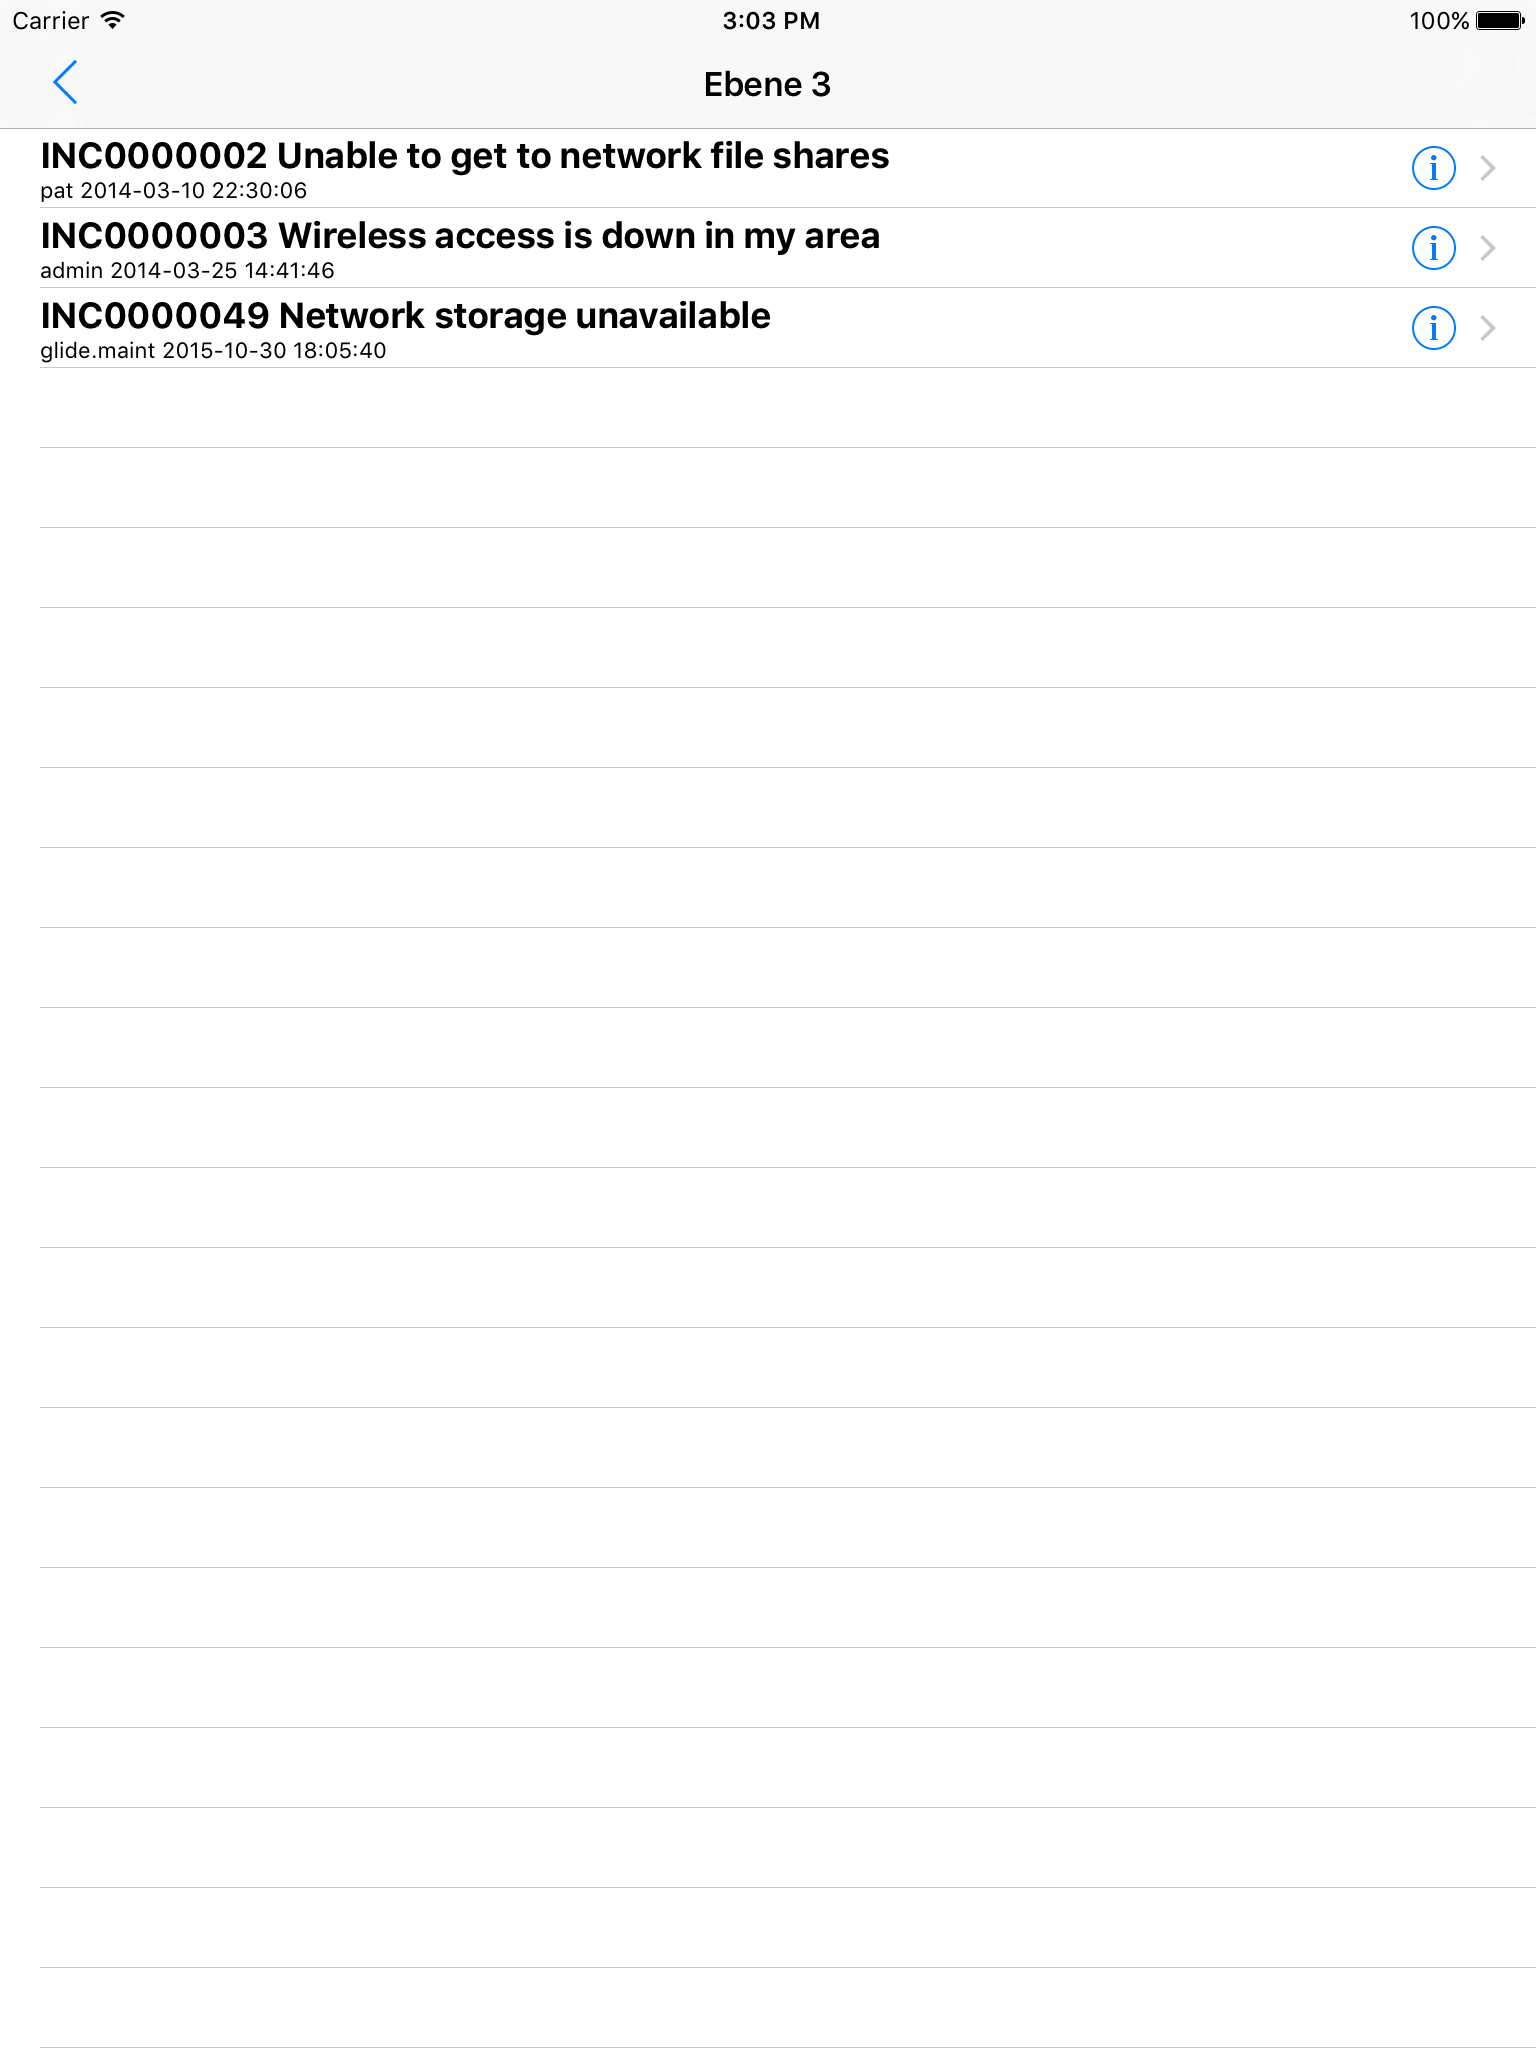 Carrier 3:03 PM 100%
Ebene 3
INC0000002 Unable to get to network file shares
pat 2014-03-10 22:30:06
INC0000003 Wireless access is down in my area
admin 2014-03-25 14:41:46
INC0000049 Network storage unavailable
glide.maint 2015-10-30 18:05:40